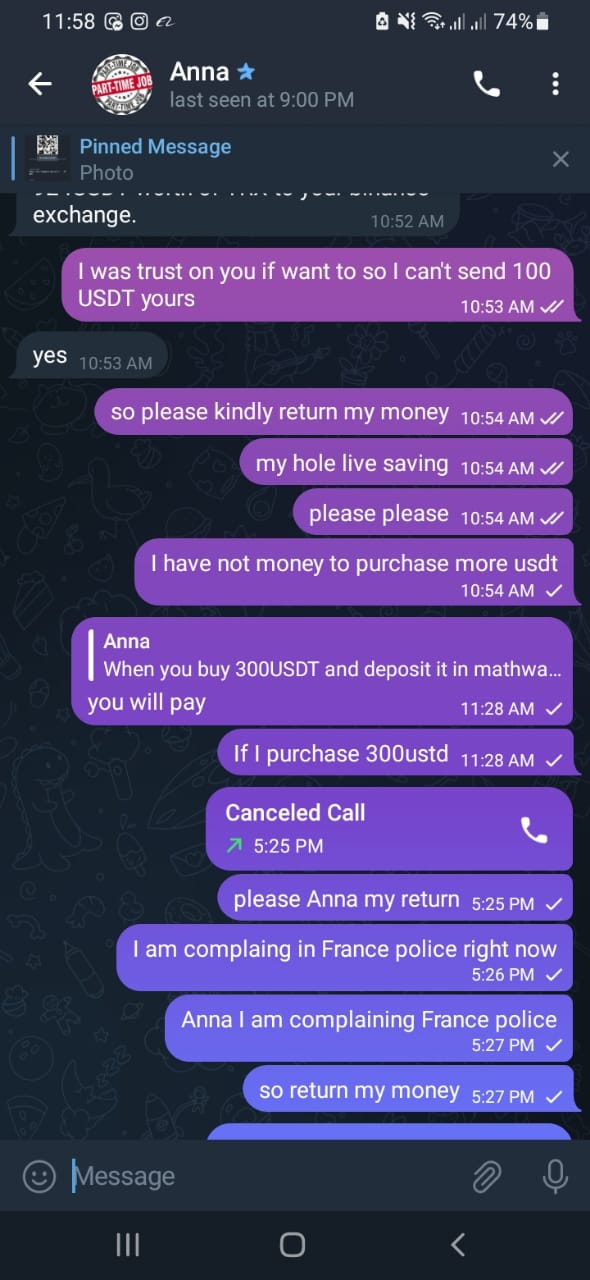 11:58
74%
PART-TIME JOB
Anna
last seen at 9:00 PM
Pinned Message
Photo
exchange.
10:52 AM
I was trust on you if want to so I can't send 100
USDT yours
10:53 AM
yes 10:53 AM
so please kindly return my money 10:54 AM
my hole live saving 10:54 AM
please please 10:54 AM
I have not money to purchase more usdt
10:54 AM
Anna
When you buy 300USDT and deposit it in mathwa...
you will pay 11:28 AM
If I purchase 300ustd 11:28 AM
Canceled Call
5:25 PM
please Anna my return 5:25 PM
I am complaing in France police right now
5:26 PM
Anna I am complaining France police
5:27 PM
so return my money 5:27 PM
Message